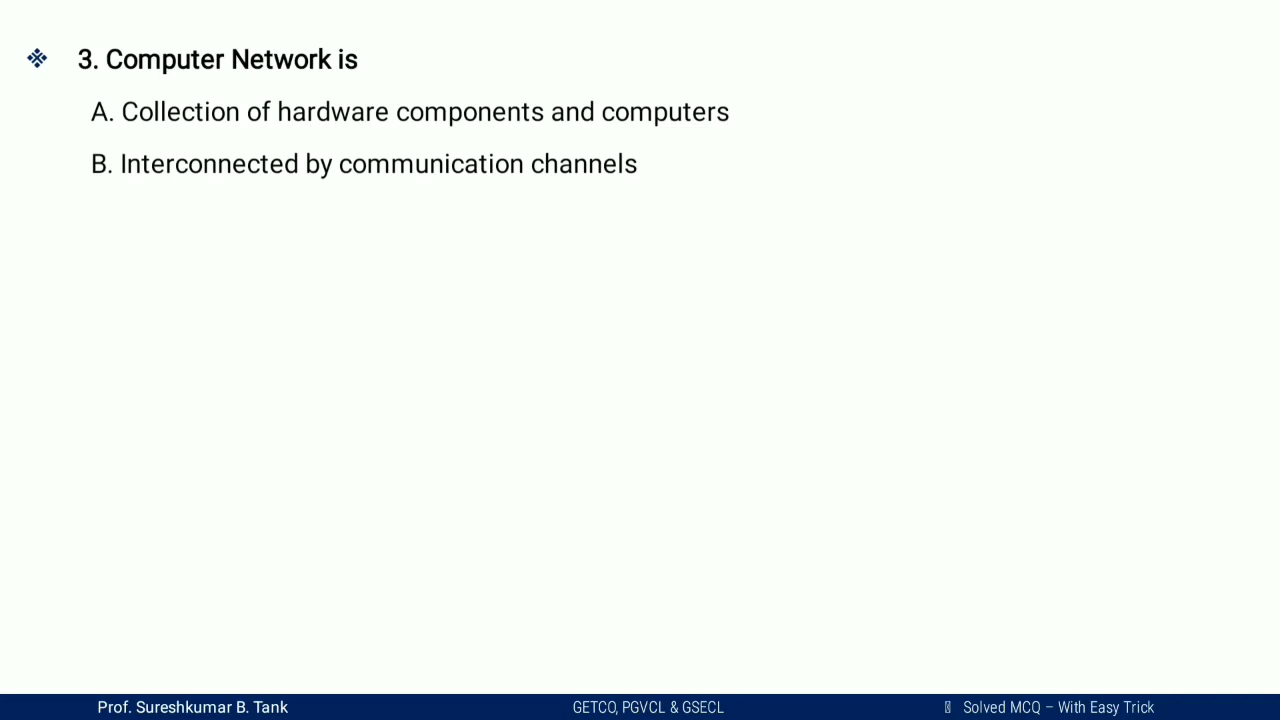 3. Computer Network is
A. Collection of hardware components and computers
B. Interconnected by communication channels
Prof. Sureshkumar B. Tank
GETCO, PGVCL & GSECL
Solved MCQ – With Easy Trick